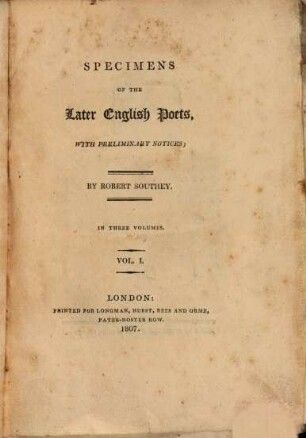 SPECIMENS
OF THE
Later English Poets,
WITH PRELIMINARY NOTICES;
BY ROBERT SOUTHEY.
IN THREE VOLUMES.
VOL. I.
LONDON:
PRINTED FOR LONGMAN, HURST, REES AND ORME,
PATER-NOSTER ROW.
1807.